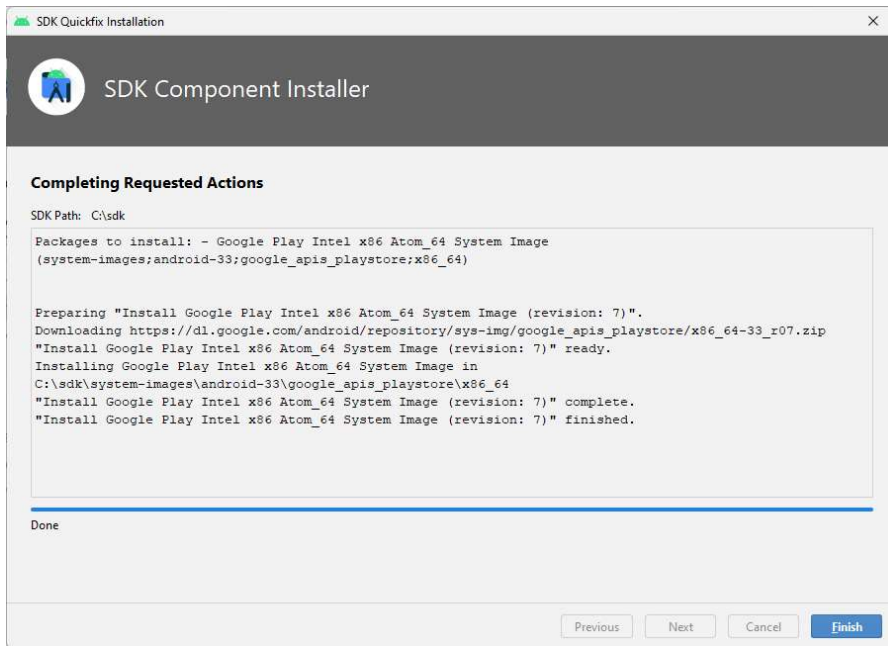 SDK Quickfix Installation
SDK Component Installer
Completing Requested Actions
SDK Path: C:\sdk
Packages to install: - Google Play Intel x86 Atom_64 System Image
(system-images;android-33;google_apis_playstore;x86_64)
Preparing "Install Google Play Intel x86 Atom_64 System Image (revision: 7)".
Downloading https://dl.google.com/android/repository/sys-img/google_apis_playstore/x86_64-33_r07.zip
"Install Google Play Intel x86 Atom_64 System Image (revision: 7)" ready.
Installing Google Play Intel x86 Atom_64 System Image in
C:\sdk\system-images\android-33\google_apis_playstore\x86_64
"Install Google Play Intel x86 Atom_64 System Image (revision: 7)" complete.
"Install Google Play Intel x86 Atom_64 System Image (revision: 7)" finished.
Done
Previous Next Cancel Finish